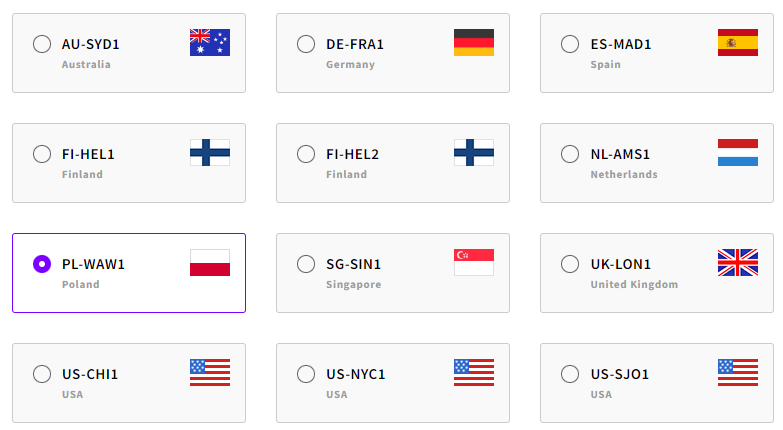 AU-SYD1
Australia
DE-FRA1
Germany
ES-MAD1
Spain
FI-HEL1
Finland
FI-HEL2
Finland
NL-AMS1
Netherlands
PL-WAW1
Poland
SG-SIN1
Singapore
UK-LON1
United Kingdom
US-CHI1
USA
US-NYC1
USA
US-SJO1
USA